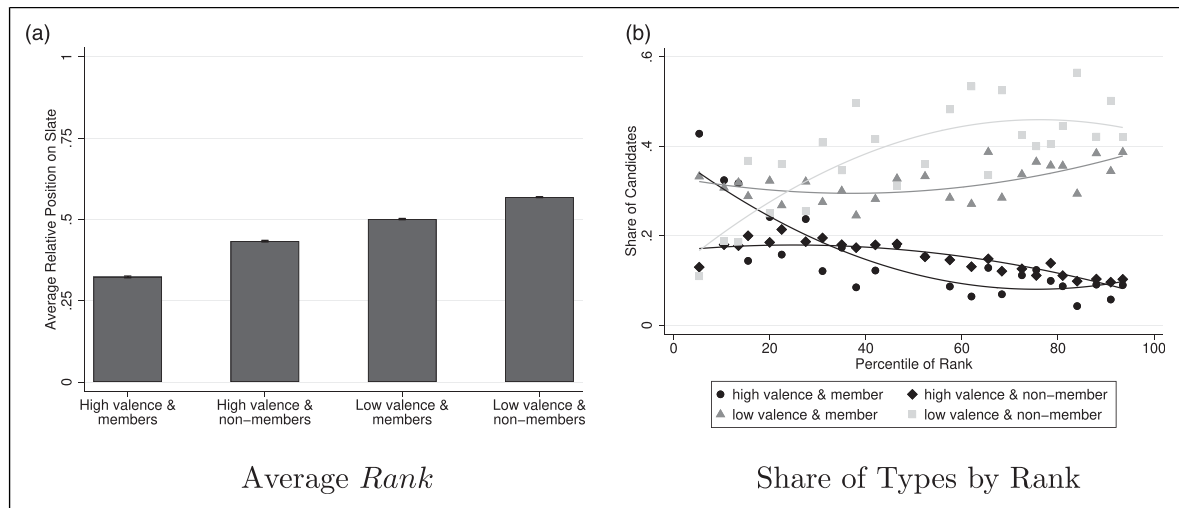 (a)
Average Relative Position on Slate
1
.75
.5
.25
0
High valence &
members
High valence &
non−members
Low valence &
members
Low valence &
non−members
Average Rank
(b)
Share of Candidates
.6
.4
.2
0
0 20 40 60 80 100
Percentile of Rank
high valence & member high valence & non−member
low valence & member low valence & non−member
Share of Types by Rank